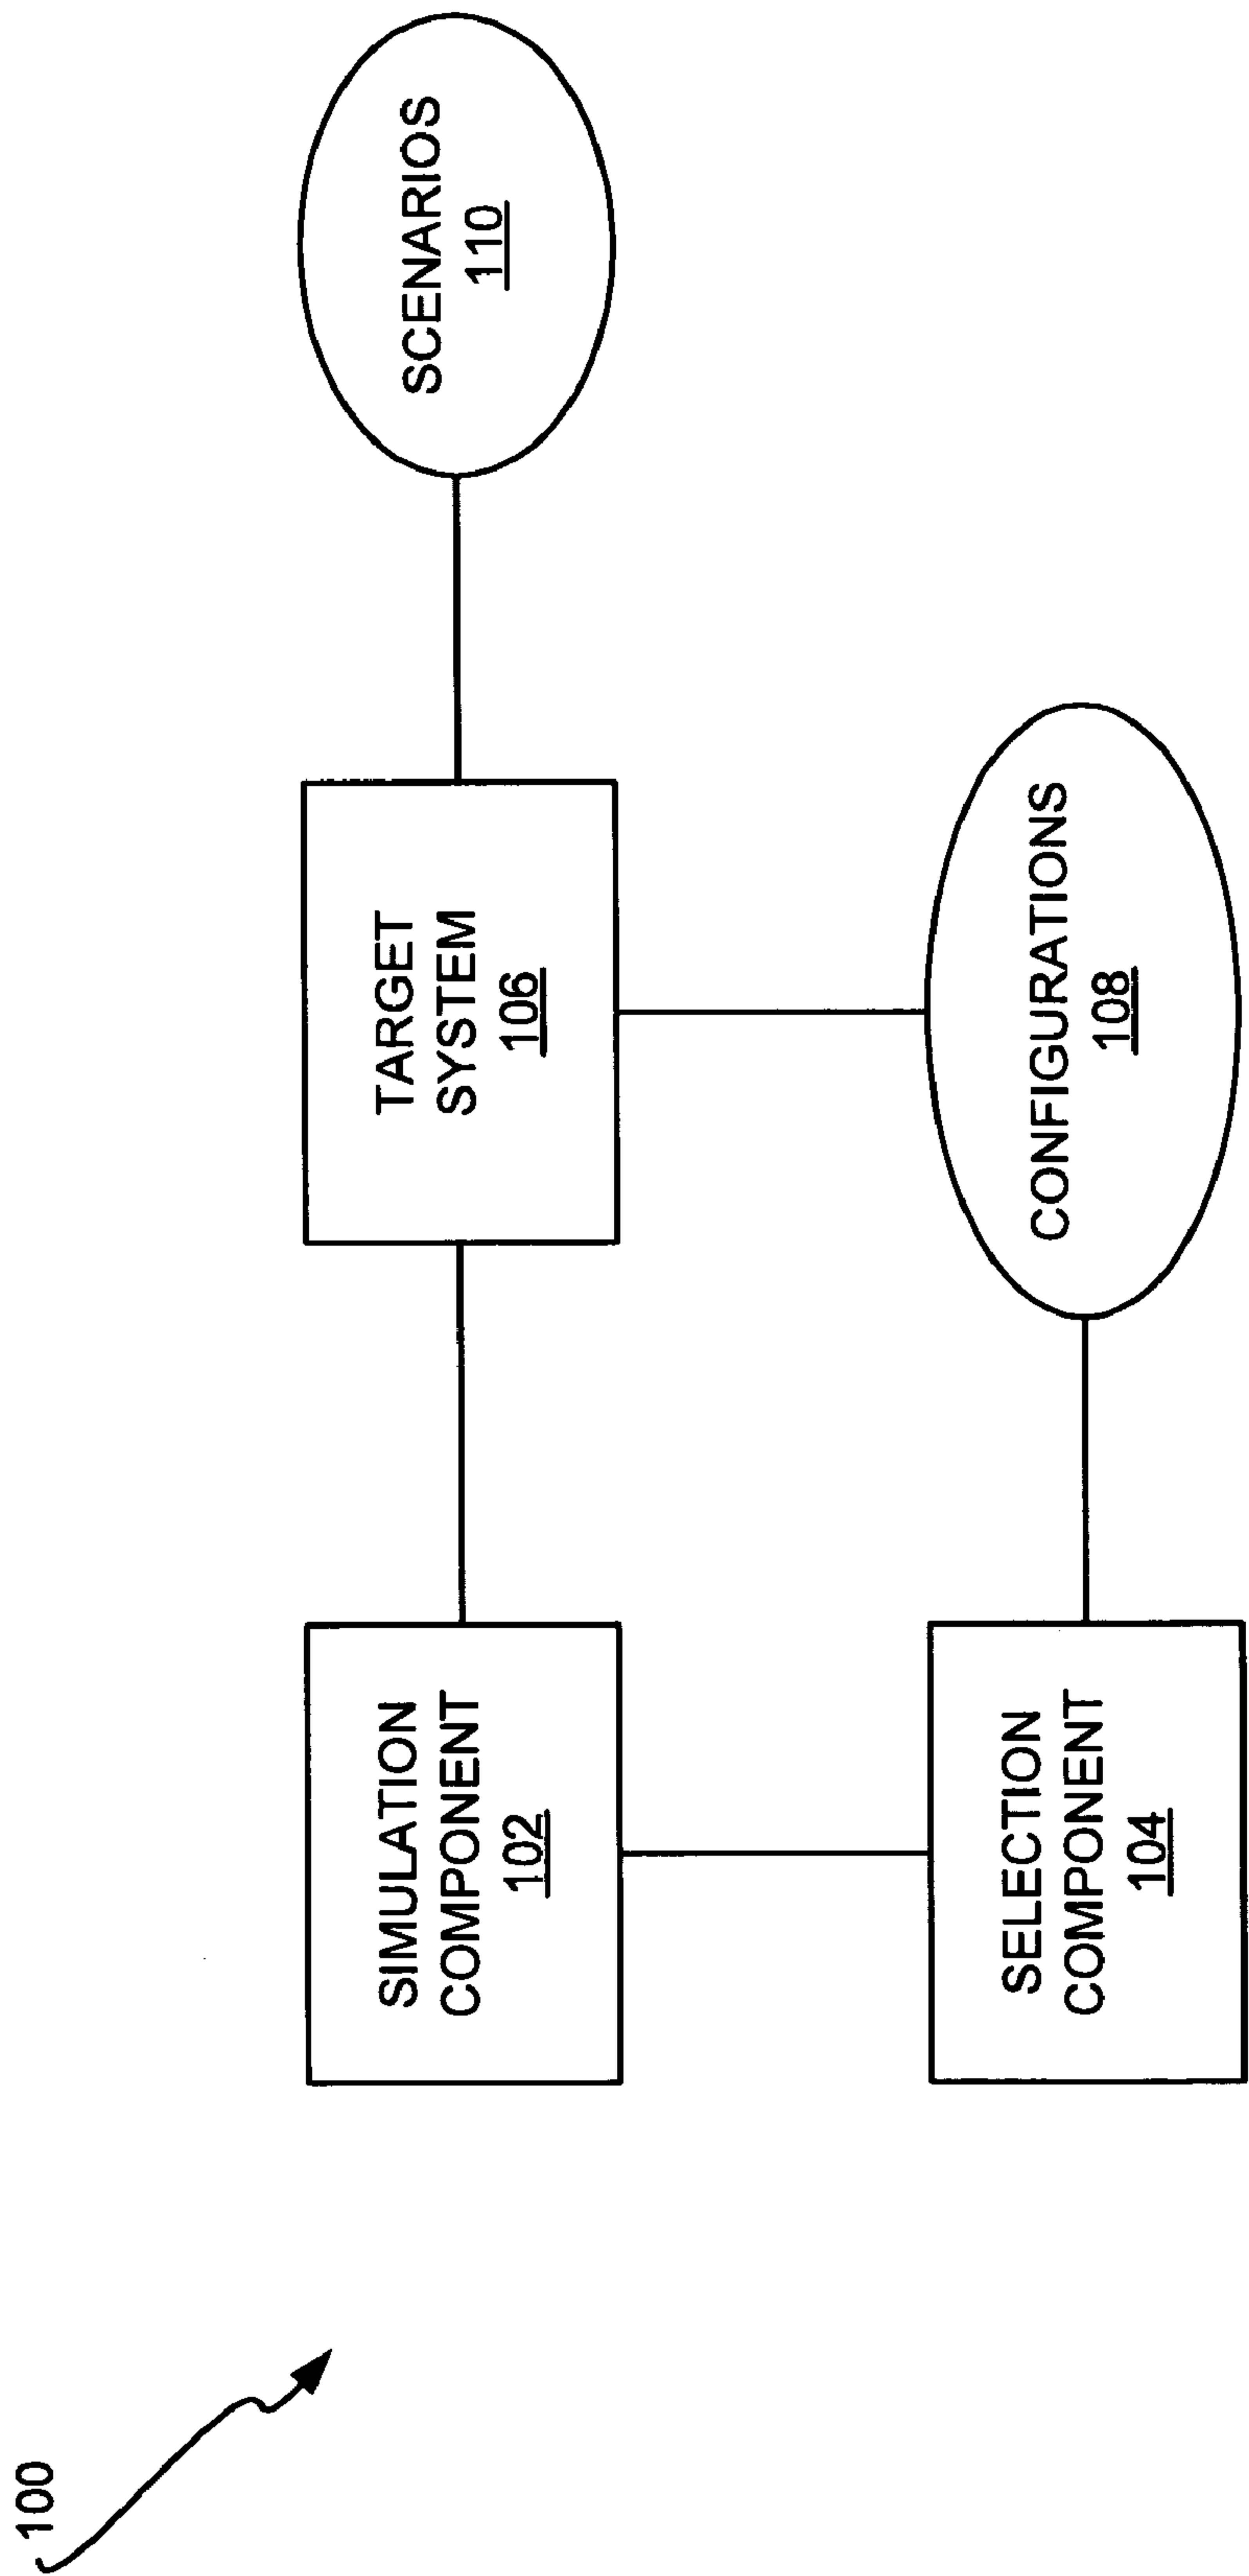 100
SIMULATION
COMPONENT
102
TARGET
SYSTEM
106
SCENARIOS
110
SELECTION
COMPONENT
104
CONFIGURATIONS
108